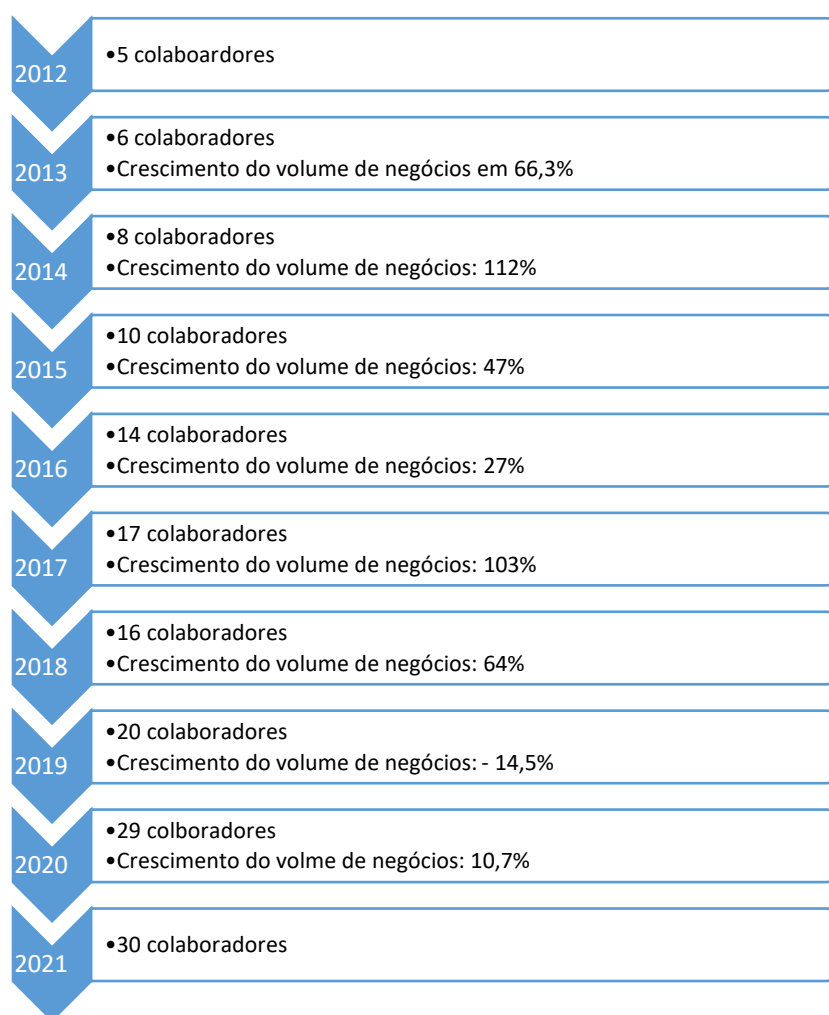 2012
•5 colaboardores
2013
•6 colaboradores
•Crescimento do volume de negócios em 66,3%
2014
•8 colaboradores
•Crescimento do volume de negócios: 112%
2015
•10 colaboradores
•Crescimento do volume de negócios: 47%
2016
•14 colaboradores
•Crescimento do volume de negócios: 27%
2017
•17 colaboradores
•Crescimento do volume de negócios: 103%
2018
•16 colaboradores
•Crescimento do volume de negócios: 64%
2019
•20 colaboradores
•Crescimento do volume de negócios: - 14,5%
2020
•29 colboradores
•Crescimento do volme de negócios: 10,7%
2021
•30 colaboradores